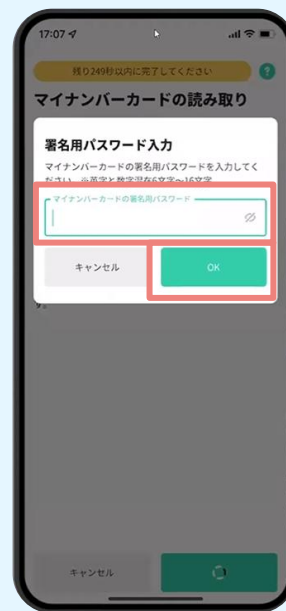 17:07
残り249秒以内に完了してください
?
マイナンバーカードの読み取り
署名用パスワード入力
マイナンバーカードの署名用パスワードを入力してく
ださい。※英字と数字混在6文字〜16文字
マイナンバーカードの署名用パスワード
キャンセル
OK
す。
キャンセル